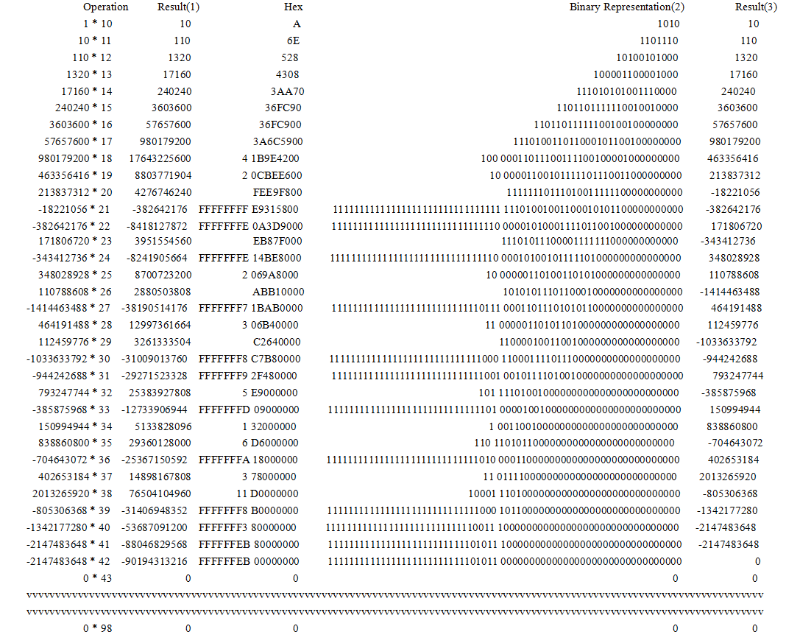 Operation Result(1) Hex Binary Representation(2) Result(3)
1 * 10 10 A 1010 10
10 * 11 110 6E 1101110 110
110 * 12 1320 528 10100101000 1320
1320 * 13 17160 4308 100001100001000 17160
17160 * 14 240240 3AA70 111010101001110000 240240
240240 * 15 3603600 36FC90 1101101111110010010000 3603600
3603600 * 16 57657600 36FC900 11011011111100100100000000 57657600
57657600 * 17 980179200 3A6C5900 111010011011000101100100000000 980179200
980179200 * 18 17643225600 4 1B9E4200 100 00011011100111100100001000000000 463356416
463356416 * 19 8803771904 2 0CBEE600 10 00001100101111101110011000000000 213837312
213837312 * 20 4276746240 FEE9F800 11111110111010011111100000000000 -18221056
-18221056 * 21 -382642176 FFFFFFFF E9315800 11111111111111111111111111111111 11101001001100010101100000000000 -382642176
-382642176 * 22 -8418127872 FFFFFFFE 0A3D9000 11111111111111111111111111111110 00001010001111011001000000000000 171806720
171806720 * 23 3951554560 EB87F000 11101011100001111111000000000000 -343412736
-343412736 * 24 -8241905664 FFFFFFFE 14BE8000 11111111111111111111111111111110 00010100101111101000000000000000 348028928
348028928 * 25 8700723200 2 069A8000 10 00000110100110101000000000000000 110788608
110788608 * 26 2880503808 ABB10000 10101011101100010000000000000000 -1414463488
-1414463488 * 27 -38190514176 FFFFFFF7 1BAB0000 11111111111111111111111111110111 00011011101010110000000000000000 464191488
464191488 * 28 12997361664 3 06B40000 11 00000110101101000000000000000000 112459776
112459776 * 29 3261333504 C2640000 11000010011001000000000000000000 -1033633792
-1033633792 * 30 -31009013760 FFFFFFF8 C7B80000 11111111111111111111111111111000 11000111101110000000000000000000 -944242688
-944242688 * 31 -29271523328 FFFFFFF9 2F480000 11111111111111111111111111111001 00101111010010000000000000000000 793247744
793247744 * 32 25383927808 5 E9000000 101 11101001000000000000000000000000 -385875968
-385875968 * 33 -12733906944 FFFFFFFD 09000000 11111111111111111111111111111101 00001001000000000000000000000000 150994944
150994944 * 34 5133828096 1 32000000 1 00110010000000000000000000000000 838860800
838860800 * 35 29360128000 6 D6000000 110 11010110000000000000000000000000 -704643072
-704643072 * 36 -25367150592 FFFFFFFA 18000000 11111111111111111111111111111010 00011000000000000000000000000000 402653184
402653184 * 37 14898167808 3 78000000 11 01111000000000000000000000000000 2013265920
2013265920 * 38 76504104960 11 D0000000 10001 11010000000000000000000000000000 -805306368
-805306368 * 39 -31406948352 FFFFFFF8 B0000000 11111111111111111111111111111000 10110000000000000000000000000000 -1342177280
-1342177280 * 40 -53687091200 FFFFFFF3 80000000 11111111111111111111111111110011 10000000000000000000000000000000 -2147483648
-2147483648 * 41 -88046829568 FFFFFFEB 80000000 11111111111111111111111111101011 10000000000000000000000000000000 -2147483648
-2147483648 * 42 -90194313216 FFFFFFEB 00000000 11111111111111111111111111101011 00000000000000000000000000000000 0
0 * 43 0 0 0 0
vvvvvvvvvvvvvvvvvvvvvvvvvvvvvvvvvvvvvvvvvvvvvvvvvvvvvvvvvvvvvvvvvvvvvvvvvvvvvvvvvvvvvvvvvvvvvvvvvvvvvvvvvvvvvvvvvvvvvvvvvvvv
vvvvvvvvvvvvvvvvvvvvvvvvvvvvvvvvvvvvvvvvvvvvvvvvvvvvvvvvvvvvvvvvvvvvvvvvvvvvvvvvvvvvvvvvvvvvvvvvvvvvvvvvvvvvvvvvvvvvvvvvvvvv
0 * 98 0 0 0 0